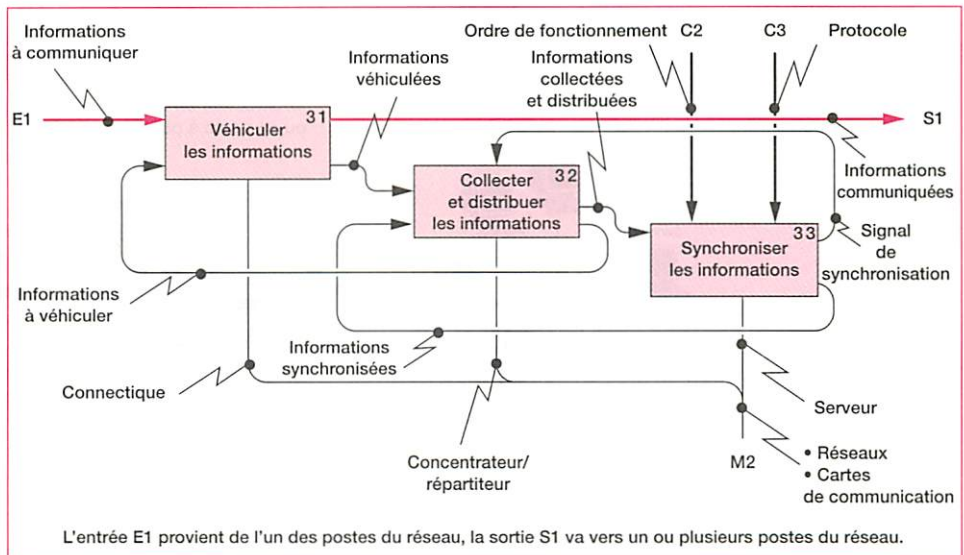 Informations
à communiquer
Ordre de fonctionnement
C2
C3
Protocole
Informations
véhiculées
Informations
collectées
et distribuées
E1
31
Véhiculer
les informations
S1
Informations
communiquées
32
Collecter
et distribuer
les informations
33
Synchroniser
les informations
Signal
de
synchronisation
Informations
à véhiculer
Informations
synchronisées
Connectique
Serveur
Concentrateur/
répartiteur
M2
• Réseaux
• Cartes
de communication
L'entrée E1 provient de l'un des postes du réseau, la sortie S1 va vers un ou plusieurs postes du réseau.